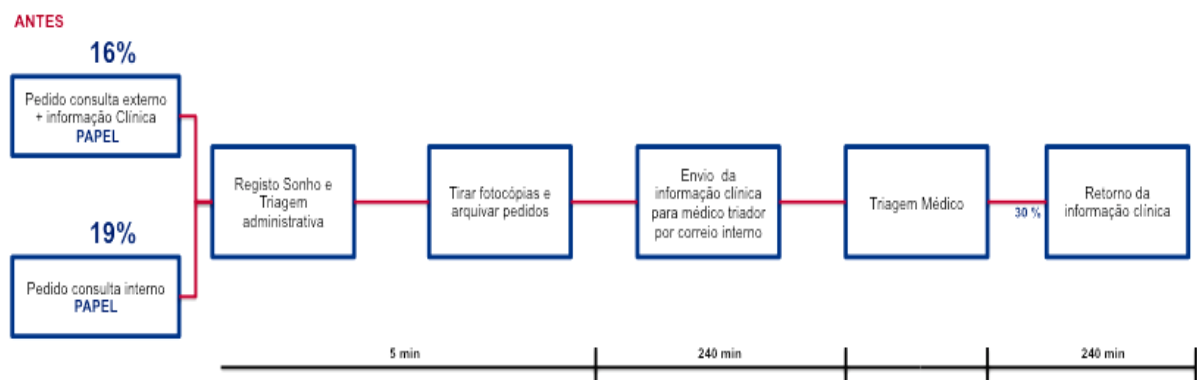 ANTES
16%
Pedido consulta externo
+ informação Clínica
PAPEL
19%
Pedido consulta interno
PAPEL
Registo Sonho e
Triagem
administrativa
Tirar fotocópias e
arquivar pedidos
Envio da
informação clínica
para médico triador
por correio interno
Triagem Médico
30 %
Retorno da
informação clínica
5 min
240 min
240 min